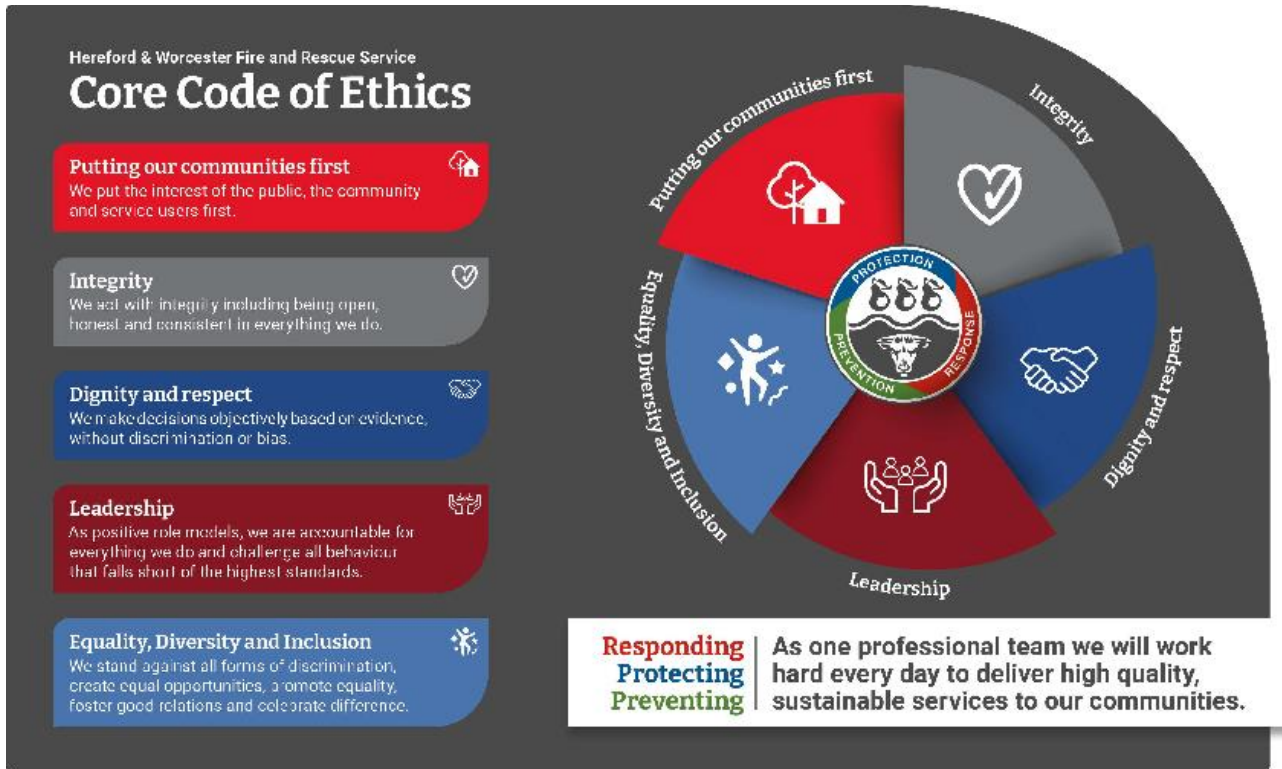 Hereford & Worcester Fire and Rescue Service
Core Code of Ethics
Putting our communities first
We put the interest of the public, the community
and service users first.
Integrity
We act with integrity including being open,
honest and consistent in everything we do.
Dignity and respect
We make decisions objectively based on evidence,
without discrimination or bias.
Leadership
As positive role models, we are accountable for
everything we do and challenge all behaviour
that falls short of the highest standards.
Equality, Diversity and Inclusion
We stand against all forms of discrimination,
create equal opportunities, promote equality,
foster good relations and celebrate difference.
Putting our communities first
Integrity
Dignity and respect
Leadership
Equality, Diversity and Inclusion
PROTECTION
RESPONSE
PREVENTION
Responding
Protecting
Preventing
As one professional team we will work
hard every day to deliver high quality,
sustainable services to our communities.